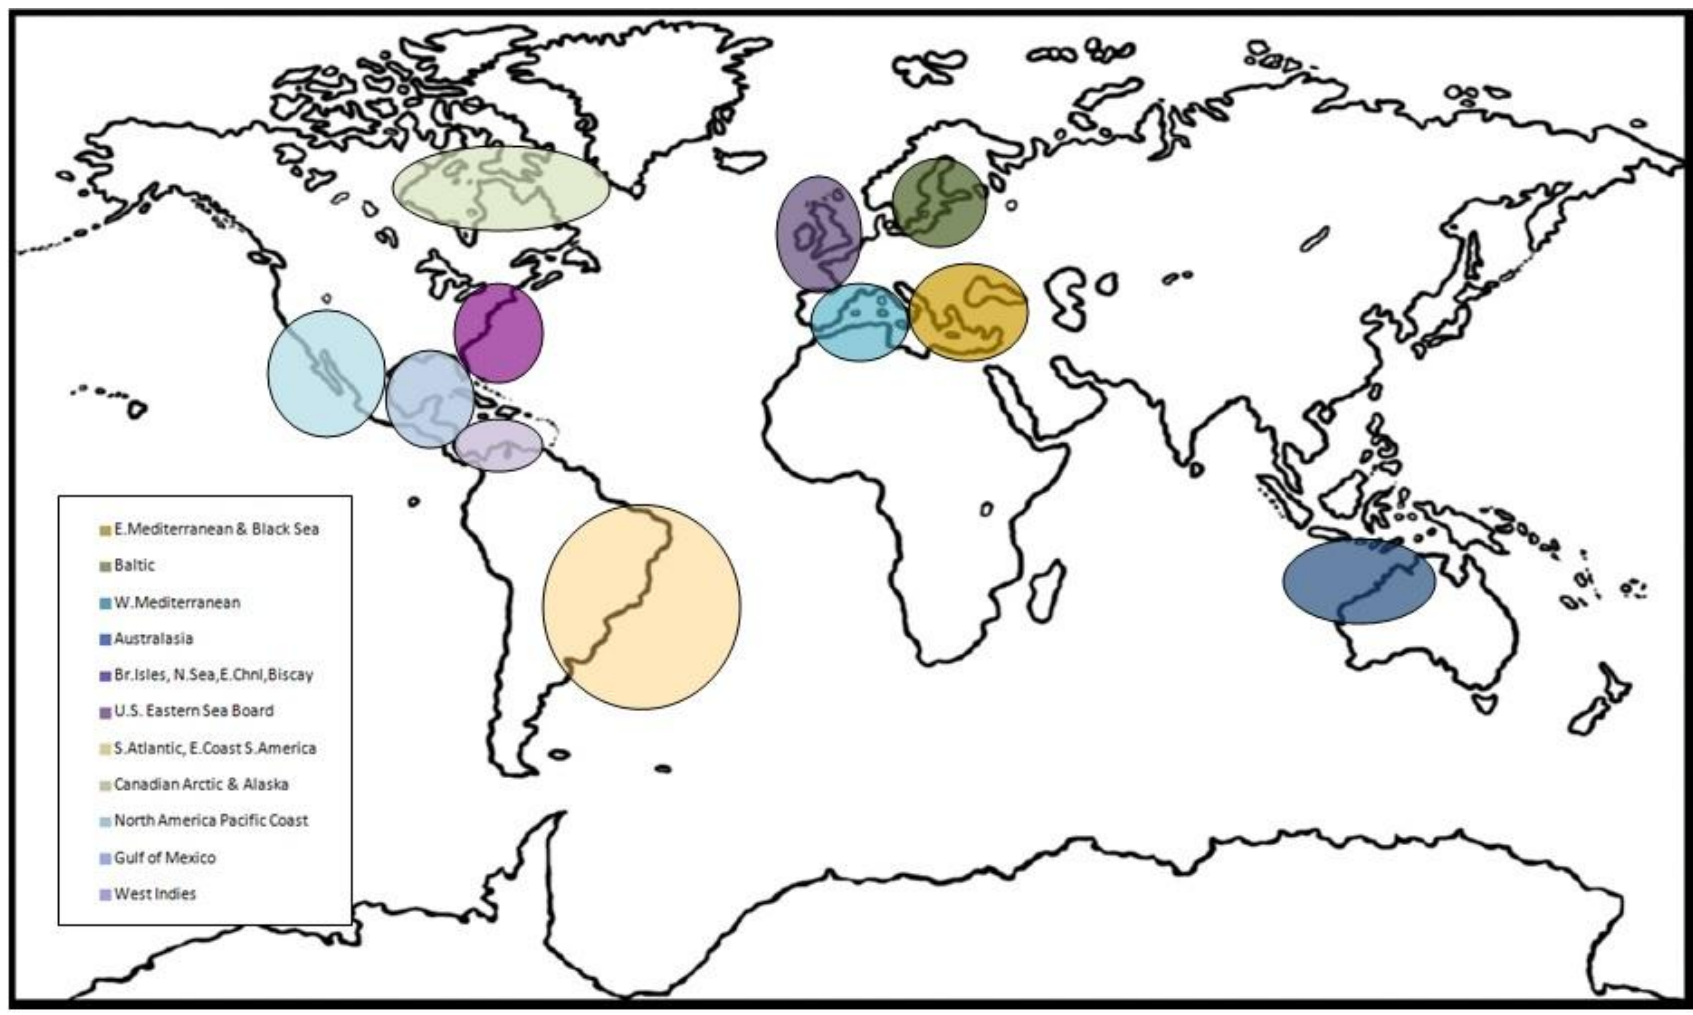 E.Mediterranean & Black Sea
Baltic
W.Mediterranean
Australasia
Br.Isles, N.Sea,E.Chnl,Biscay
U.S. Eastern Sea Board
S.Atlantic, E.Coast S.America
Canadian Arctic & Alaska
North America Pacific Coast
Gulf of Mexico
West Indies